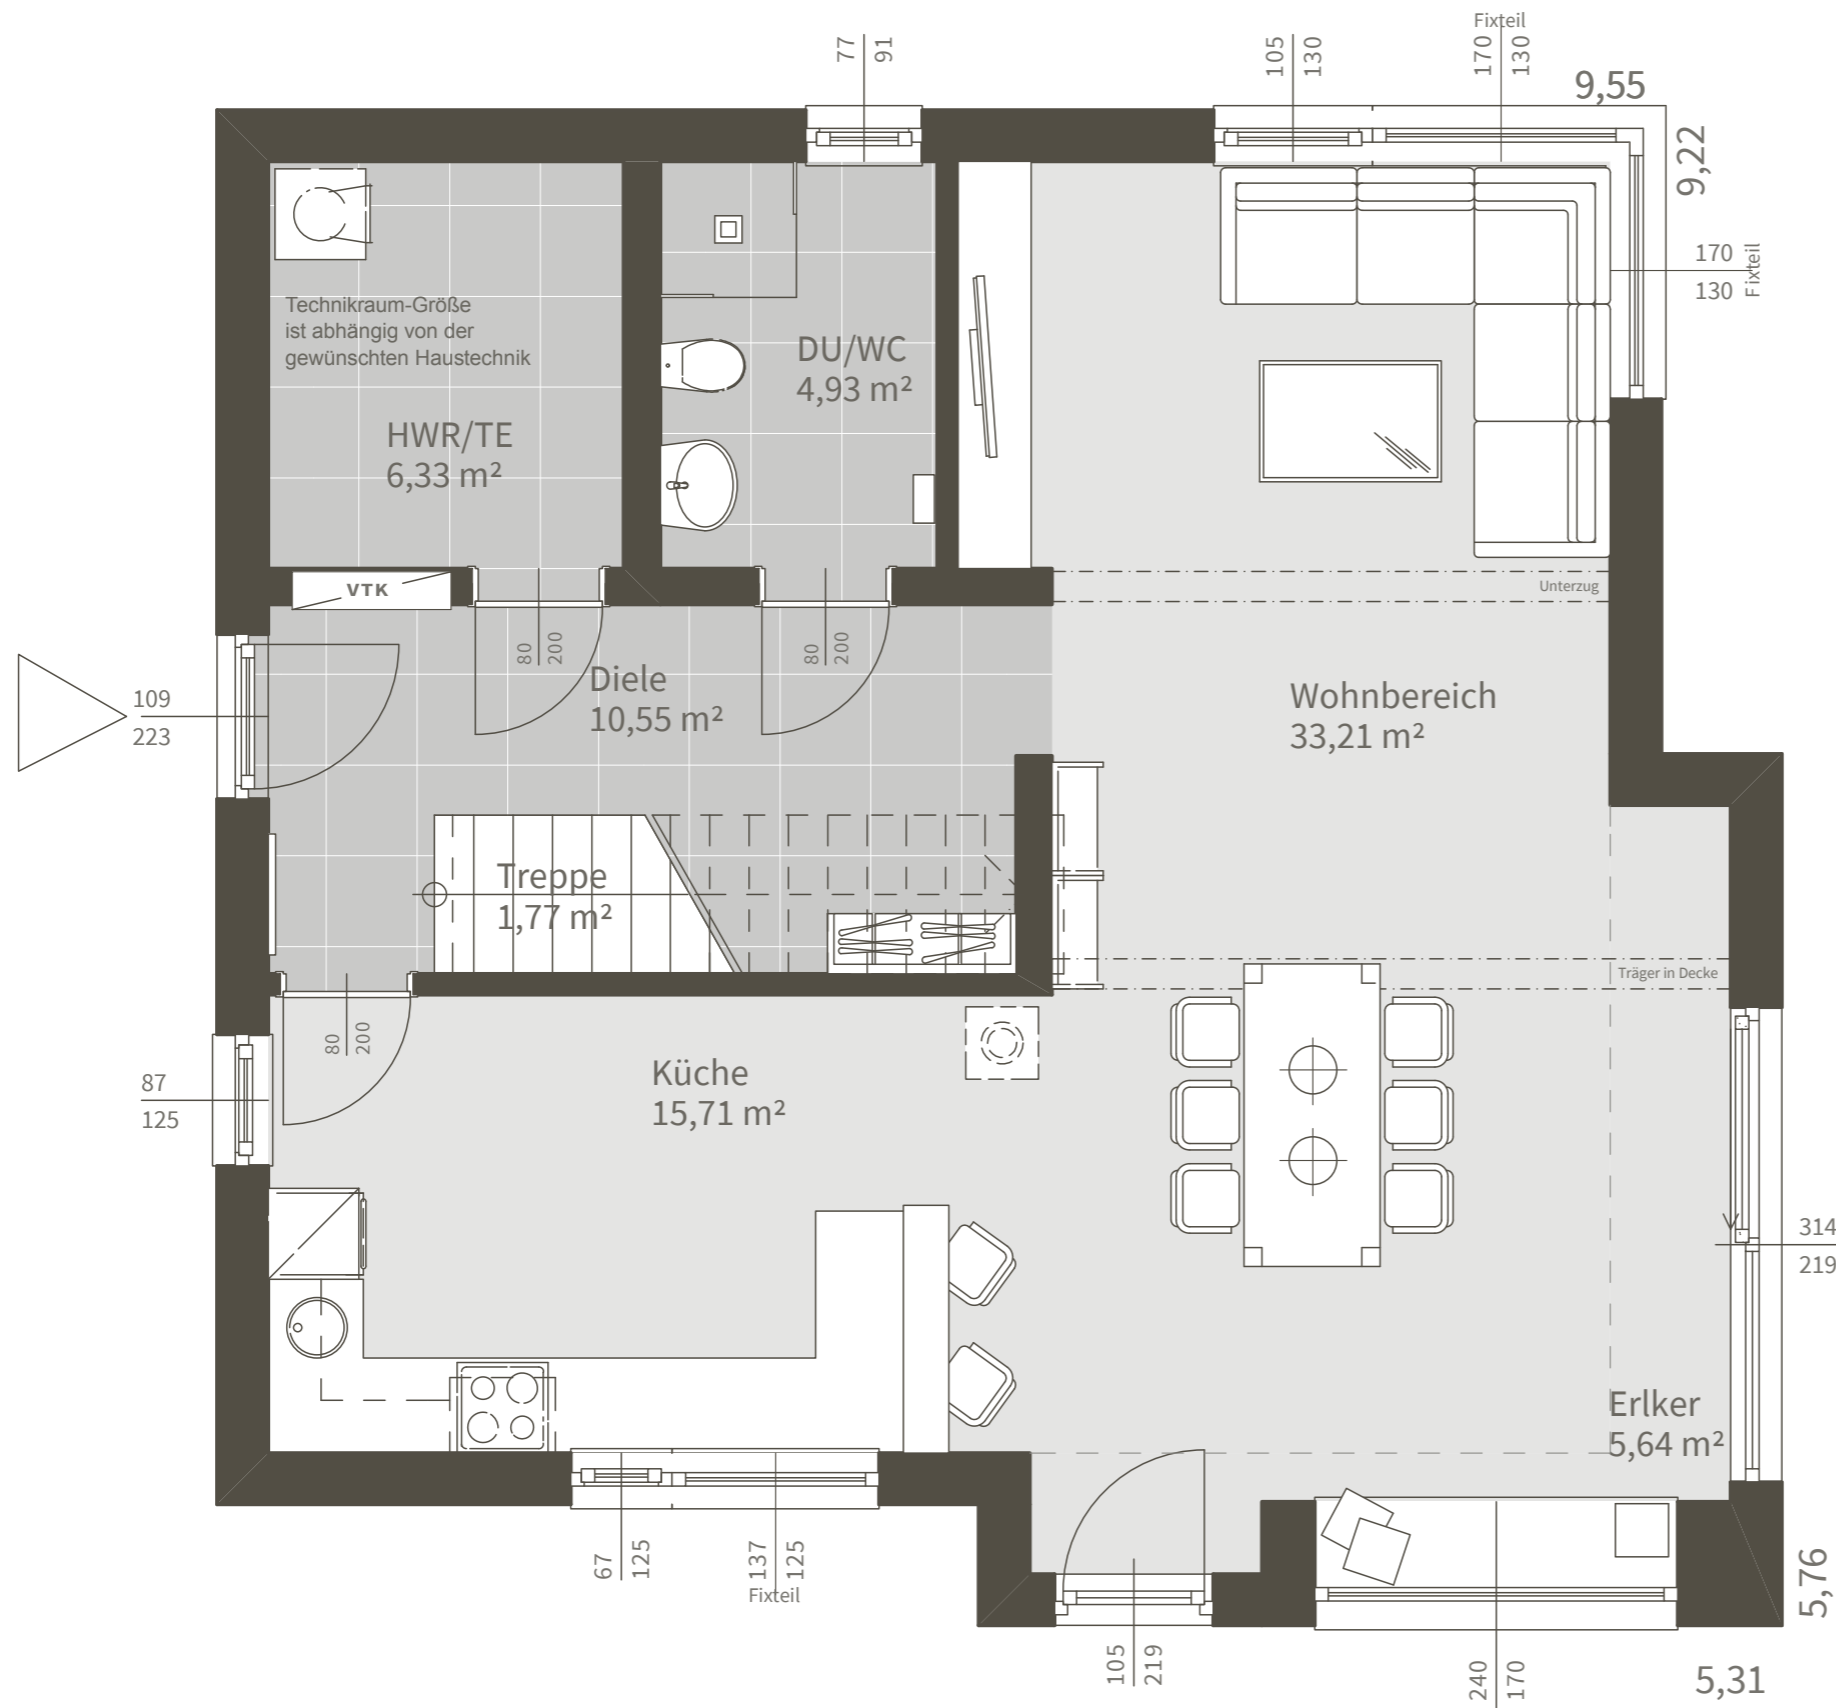 Fixteil
77
91
105
130
170
130
9,55
9,22
170
130
Fixteil
Technikraum-Größe
ist abhängig von der
gewünschten Haustechnik
DU/WC
4,93 m²
HWR/TE
6,33 m²
VTK
Unterzug
80
200
80
200
Diele
10,55 m²
Wohnbereich
33,21 m²
109
223
Treppe
1,77 m²
Träger in Decke
80
200
Küche
15,71 m²
87
125
314
219
Erlker
5,64 m²
67
125
137
125
Fixteil
5,76
105
219
240
170
5,31